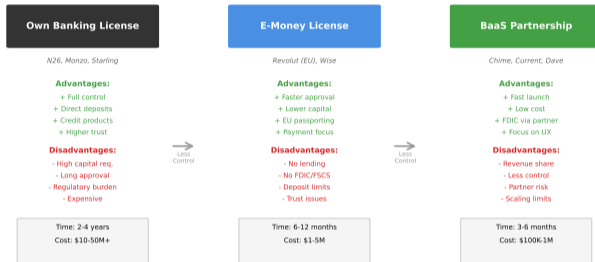 Own Banking License
N26, Monzo, Starling
Advantages:
+ Full control
+ Direct deposits
+ Credit products
+ Higher trust
Disadvantages:
- High capital req.
- Long approval
- Regulatory burden
- Expensive
Time: 2-4 years
Cost: $10-50M+
Less
Control
E-Money License
Revolut (EU), Wise
Advantages:
+ Faster approval
+ Lower capital
+ EU passporting
+ Payment focus
Disadvantages:
- No lending
- No FDIC/FSCS
- Deposit limits
- Trust issues
Time: 6-12 months
Cost: $1-5M
Less
Control
BaaS Partnership
Chime, Current, Dave
Advantages:
+ Fast launch
+ Low cost
+ FDIC via partner
+ Focus on UX
Disadvantages:
- Revenue share
- Less control
- Partner risk
- Scaling limits
Time: 3-6 months
Cost: $100K-1M